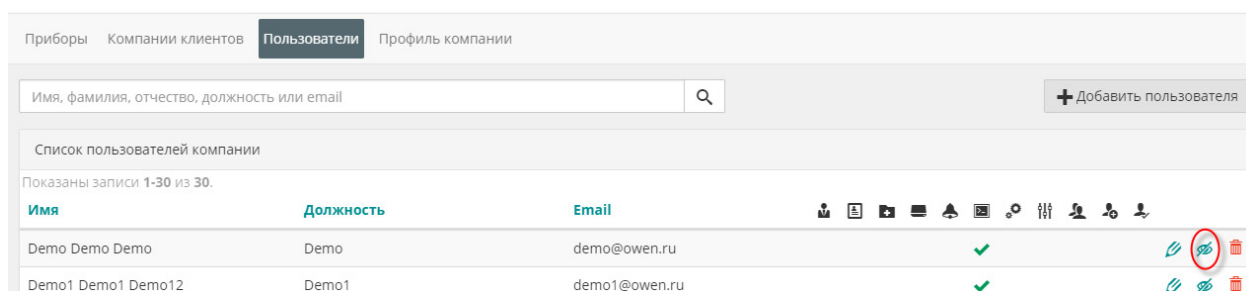 Приборы Компании клиентов Пользователи Профиль компании
Имя, фамилия, отчество, должность или email Добавить пользователя
Список пользователей компании
Показаны записи 1-30 из 30.
Имя Должность Email
Demo Demo Demo Demo demo@owen.ru
Demo1 Demo1 Demo12 Demo1 demo1@owen.ru